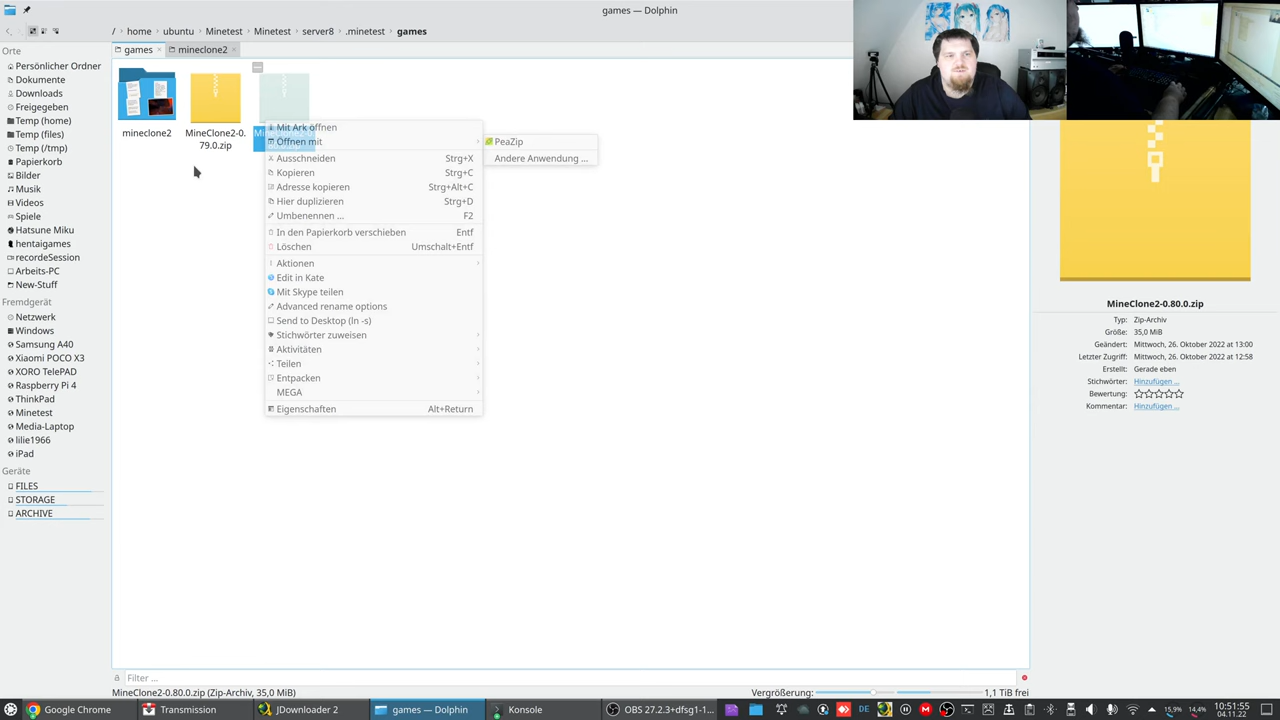 games — Dolphin
/ home › ubuntu › Minetest › Minetest › server8 › .minetest › games
Orte
games
mineclone2
Persönlicher Ordner
Dokumente
Downloads
Freigegeben
Temp (home)
Temp (files)
Temp (/tmp)
Papierkorb
Bilder
Musik
Videos
Spiele
Hatsune Miku
hentaigames
recordeSession
Arbeits-PC
New-Stuff
Fremdgerät
Netzwerk
Windows
Samsung A40
Xiaomi POCO X3
XORO TelePAD
Raspberry Pi 4
ThinkPad
Minetest
Media-Laptop
lilie1966
iPad
Geräte
FILES
STORAGE
ARCHIVE
mineclone2
MineClone2-0.
79.0.zip
Mit Ark öffnen
Öffnen mit
Ausschneiden Strg+X
Kopieren Strg+C
Adresse kopieren Strg+Alt+C
Hier duplizieren Strg+D
Umbenennen ... F2
In den Papierkorb verschieben Entf
Löschen Umschalt+Entf
Aktionen
Edit in Kate
Mit Skype teilen
Advanced rename options
Send to Desktop (ln -s)
Stichwörter zuweisen
Aktivitäten
Teilen
Entpacken
MEGA
Eigenschaften Alt+Return
PeaZip
Andere Anwendung ...
MineClone2-0.80.0.zip
Typ: Zip-Archiv
Größe: 35,0 MiB
Geändert: Mittwoch, 26. Oktober 2022 at 13:00
Letzter Zugriff: Mittwoch, 26. Oktober 2022 at 12:58
Erstellt: Gerade eben
Stichwörter: Hinzufügen ...
Bewertung:
Kommentar: Hinzufügen ...
Filter ...
MineClone2-0.80.0.zip (Zip-Archiv, 35,0 MiB)
Vergrößerung:
1,1 TiB frei
Google Chrome
Transmission
JDownloader 2
games — Dolphin
Konsole
OBS 27.2.3+dfsg1-1...
DE
15,9%
14,4%
10:51:55
04.11.22